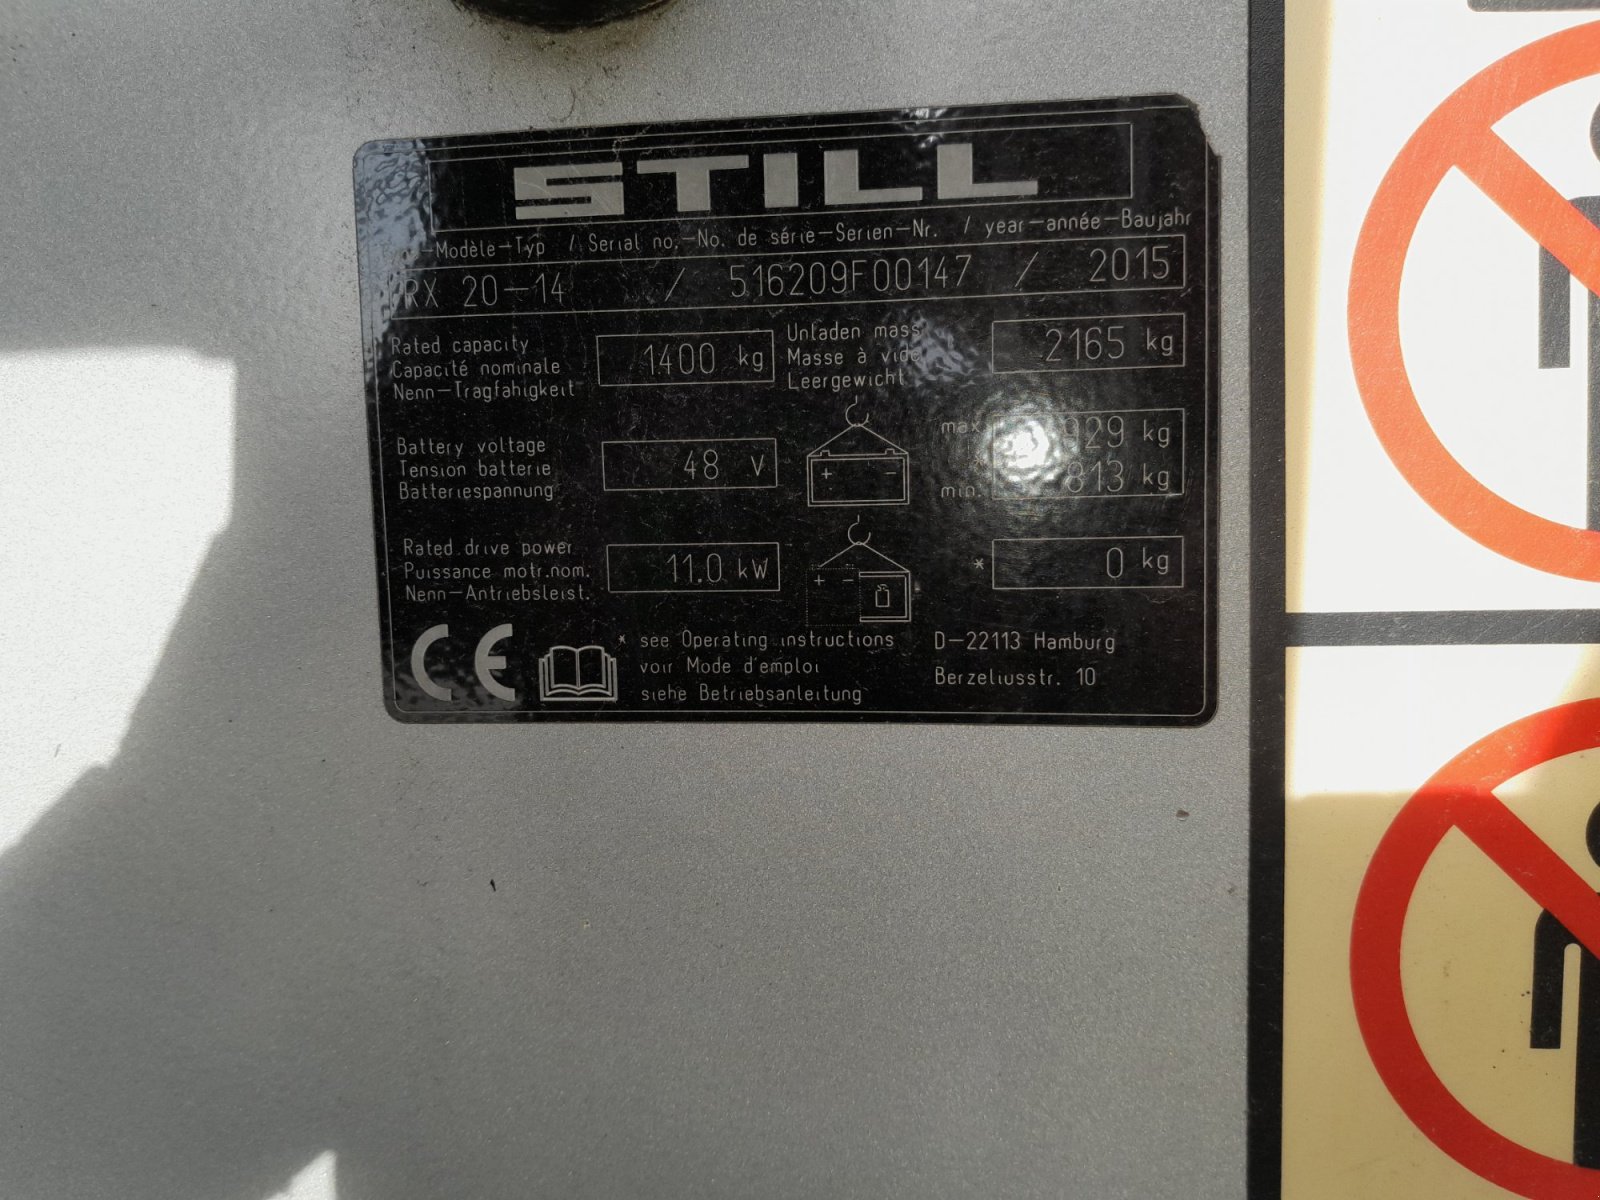 STILL
-Modèle-Typ / Serial no.-No. de série-Serien-Nr. / year-année-Baujahr
RX 20-14 / 516209F00147 / 2015
Rated capacity
Capacité nominale
Nenn-Tragfähigkeit
1400 kg
Unladen mass
Masse à vide
Leergewicht
2165 kg
Battery voltage
Tension batterie
Batteriespannung
48 V
+ -
max. 929 kg
min. 813 kg
Rated drive power
Puissance motr.nom.
Nenn-Antriebsleist.
11.0 kW
+ -
* 0 kg
CE
* see Operating instructions
voir Mode d'emploi
siehe Betriebsanleitung
D-22113 Hamburg
Berzeliusstr. 10